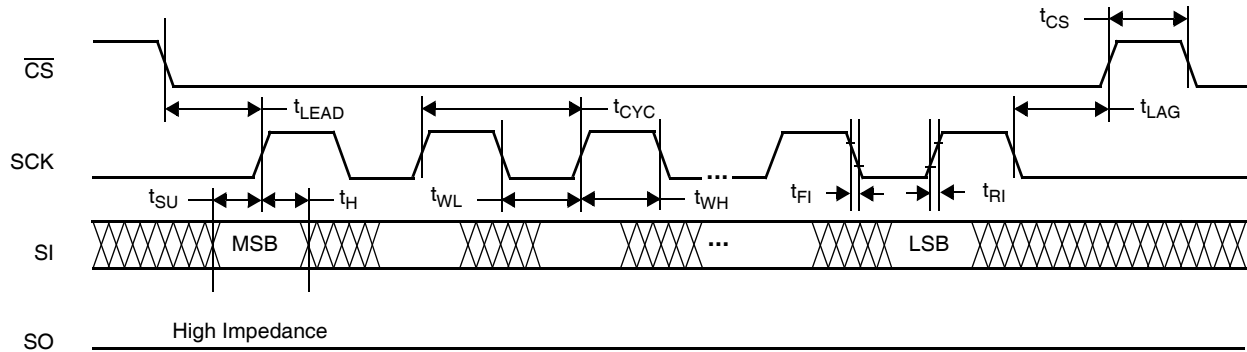 tCS
CS
tLEAD
tCYC
tLAG
SCK
...
tSU
tH
tWL
tWH
tFI
tRI
SI
MSB
...
LSB
High Impedance
SO